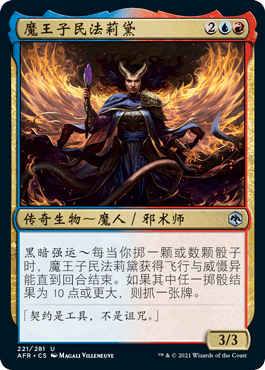 魔王子民法莉黛 2
传奇生物～魔人／邪术师
黑暗强运～每当你掷一颗或数颗骰子
时，魔王子民法莉黛获得飞行与威慑异
能直到回合结束。如果其中任一掷骰结
果为 10 点或更大，则抓一张牌。
「契约是工具，不是诅咒。」
3/3
221/281 U
AFR • CS MAGALI VILLENEUVE
™ & © 2021 Wizards of the Coast